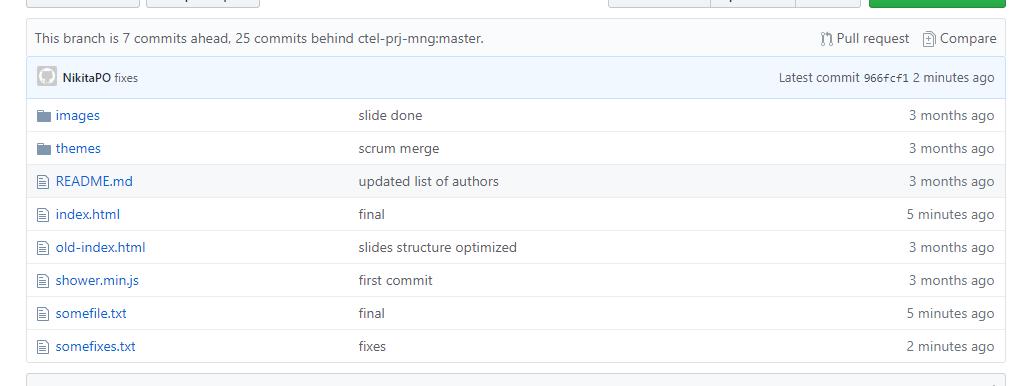 This branch is 7 commits ahead, 25 commits behind ctel-prj-mng:master. Pull request Compare
NikitaPO fixes Latest commit 966fcf1 2 minutes ago
images slide done 3 months ago
themes scrum merge 3 months ago
README.md updated list of authors 3 months ago
index.html final 5 minutes ago
old-index.html slides structure optimized 3 months ago
shower.min.js first commit 3 months ago
somefile.txt final 5 minutes ago
somefixes.txt fixes 2 minutes ago